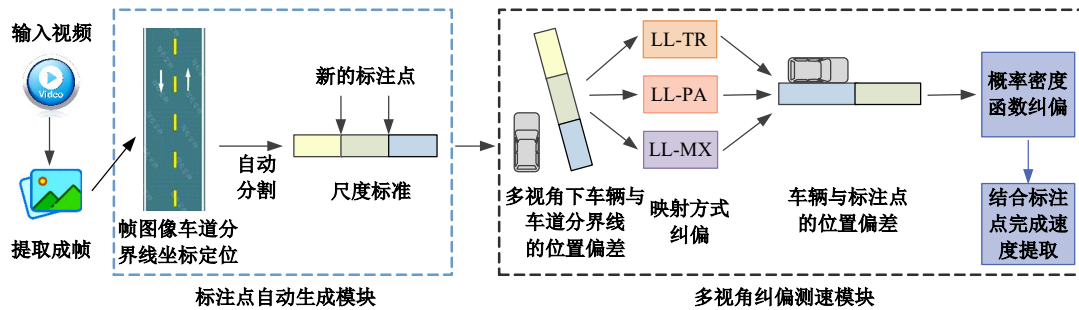 输入视频
Video
提取成帧
帧图像车道分
界线坐标定位
自动
分割
新的标注点
尺度标准
标注点自动生成模块
多视角下车辆与
车道分界线
的位置偏差
LL-TR
LL-PA
LL-MX
映射方式
纠偏
车辆与标注点
的位置偏差
概率密度
函数纠偏
结合标注
点完成速
度提取
多视角纠偏测速模块